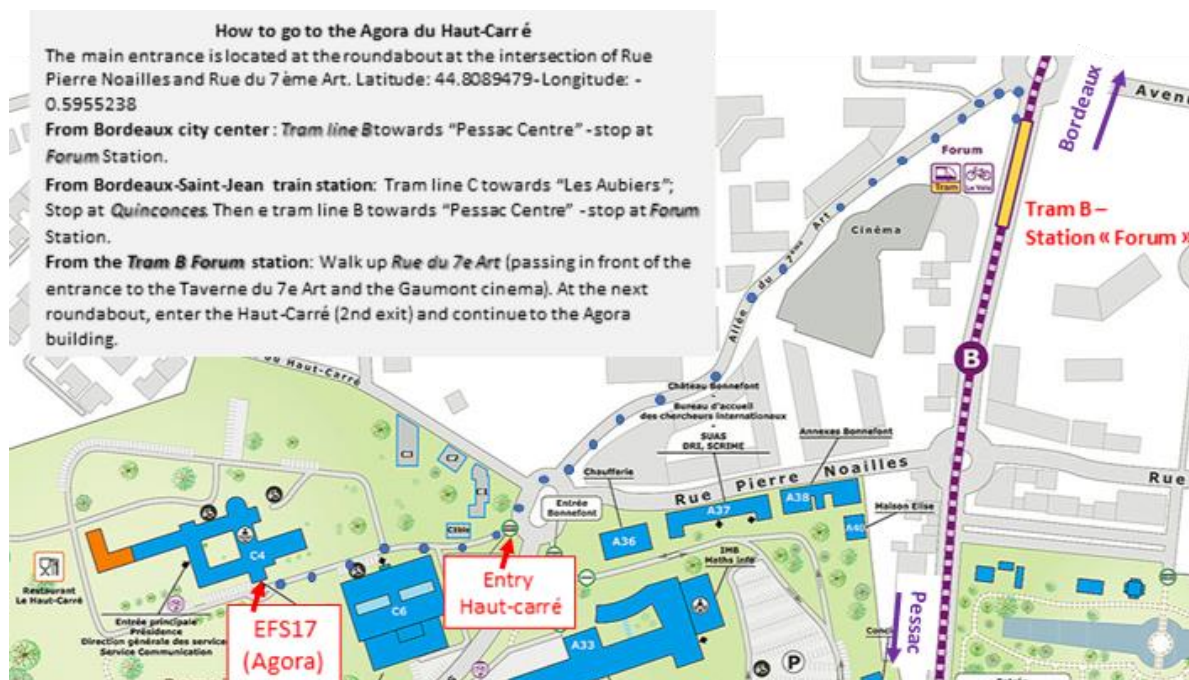 How to go to the Agora du Haut-Carré
The main entrance is located at the roundabout at the intersection of Rue
Pierre Noailles and Rue du 7ème Art. Latitude: 44.8089479- Longitude: -
0.5955238
From Bordeaux city center : Tram line B towards “Pessac Centre” - stop at
Forum Station.
From Bordeaux-Saint-Jean train station: Tram line C towards “Les Aubiers”;
Stop at Quinconces. Then e tram line B towards “Pessac Centre” - stop at Forum
Station.
From the Tram B Forum station: Walk up Rue du 7e Art (passing in front of the
entrance to the Taverne du 7e Art and the Gaumont cinema). At the next
roundabout, enter the Haut-Carré (2nd exit) and continue to the Agora
building.
Bordeaux
Avenu
Forum
Tram
Le Vélo
Tram B –
Station « Forum »
Cinéma
Allée du 7ème Art
B
du Haut-Carré
Château Bonnefont
-
Bureau d'accueil
des chercheurs internationaux
-
SUAS
DRI, SCRIME
Annexes Bonnefont
Chaufferie
Rue Pierre Noailles
Rue
C3
C2
C1
Entrée
Bonnefont
A37
A38
A40
Maison Elise
A36
IMB
Maths info
C4
Entry
Haut-carré
C6
Restaurant
Le Haut-Carré
Entrée principale
Présidence
Direction générale des service
Service Communication
EFS17
(Agora)
A33
P
Conci
Pessac